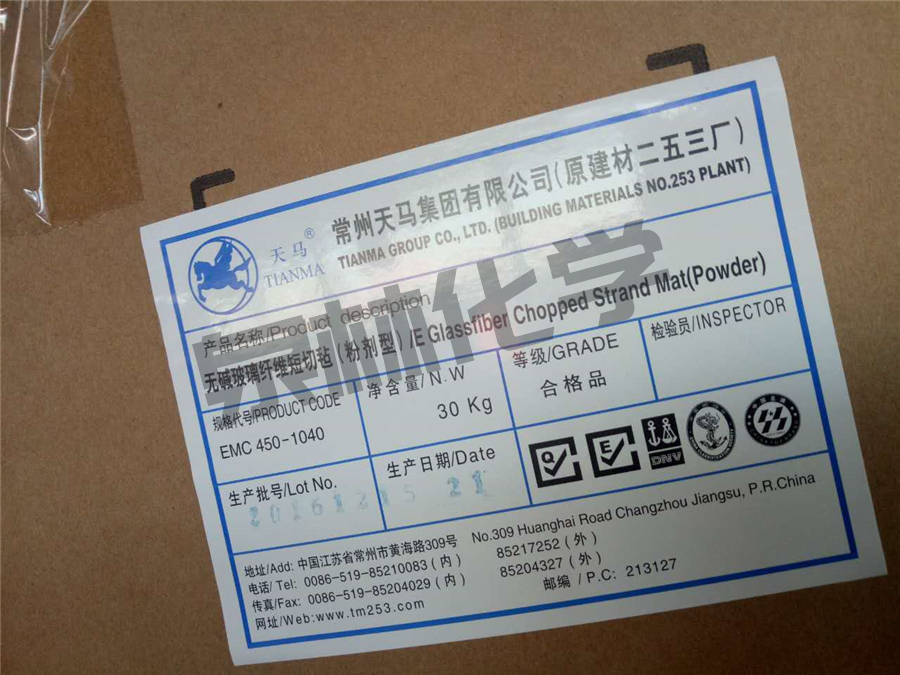 天马®
TIANMA
常州天马集团有限公司(原建材二五三厂)
TIANMA GROUP CO., LTD. (BUILDING MATERIALS NO.253 PLANT)
产品名称/Product description
无碱玻璃纤维短切毡(粉剂型)/E Glassfiber Chopped Strand Mat(Powder)
规格代号/PRODUCT CODE
EMC 450-1040
净含量/N.W
30 Kg
等级/GRADE
合格品
检验员/INSPECTOR
生产批号/Lot No.
20161215
生产日期/Date
21
Q
E
DNV
地址/Add: 中国江苏省常州市黄海路309号 No.309 Huanghai Road Changzhou Jiangsu, P.R.China
电话/ Tel: 0086-519-85210083(内) 85217252(外)
传真/Fax: 0086-519-85204029(内) 85204327(外)
网址/Web:www.tm253.com 邮编/P.C: 213127
泉林化学